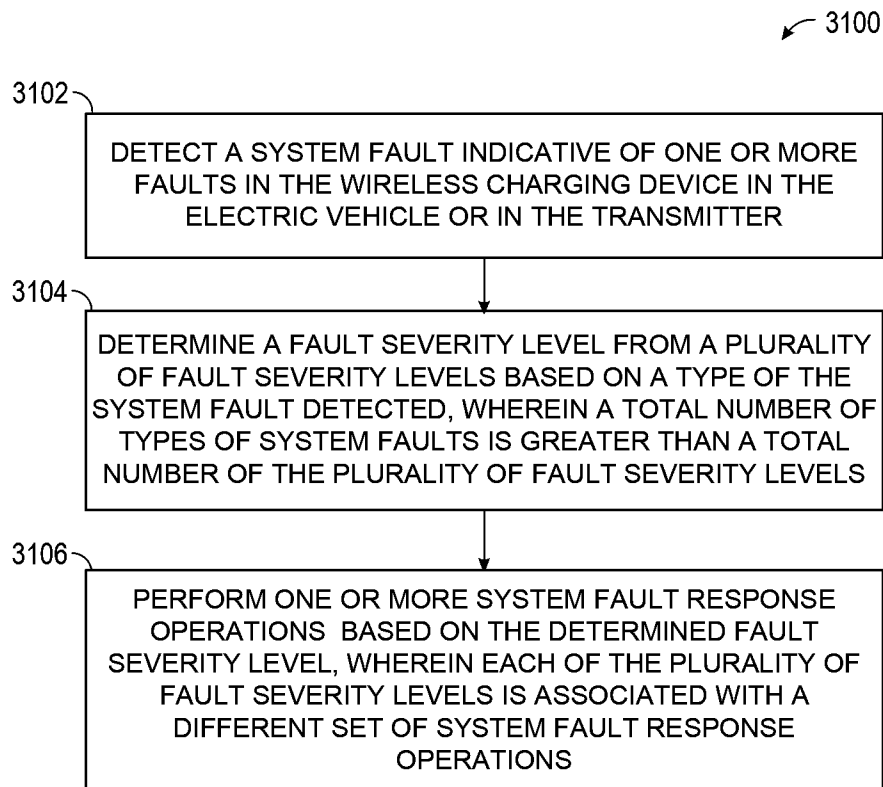 3100
3102
DETECT A SYSTEM FAULT INDICATIVE OF ONE OR MORE
FAULTS IN THE WIRELESS CHARGING DEVICE IN THE
ELECTRIC VEHICLE OR IN THE TRANSMITTER
3104
DETERMINE A FAULT SEVERITY LEVEL FROM A PLURALITY
OF FAULT SEVERITY LEVELS BASED ON A TYPE OF THE
SYSTEM FAULT DETECTED, WHEREIN A TOTAL NUMBER OF
TYPES OF SYSTEM FAULTS IS GREATER THAN A TOTAL
NUMBER OF THE PLURALITY OF FAULT SEVERITY LEVELS
3106
PERFORM ONE OR MORE SYSTEM FAULT RESPONSE
OPERATIONS BASED ON THE DETERMINED FAULT
SEVERITY LEVEL, WHEREIN EACH OF THE PLURALITY OF
FAULT SEVERITY LEVELS IS ASSOCIATED WITH A
DIFFERENT SET OF SYSTEM FAULT RESPONSE
OPERATIONS